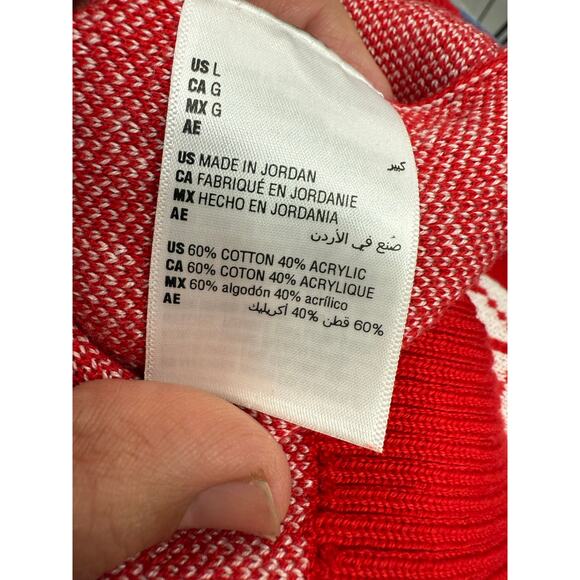 US L
CA G
MX G
AE كبير
US MADE IN JORDAN
CA FABRIQUÉ EN JORDANIE
MX HECHO EN JORDANIA
AE صنع في الأردن
US 60% COTTON 40% ACRYLIC
CA 60% COTON 40% ACRYLIQUE
MX 60% algodón 40% acrílico
AE 60% قطن 40% أكريليك